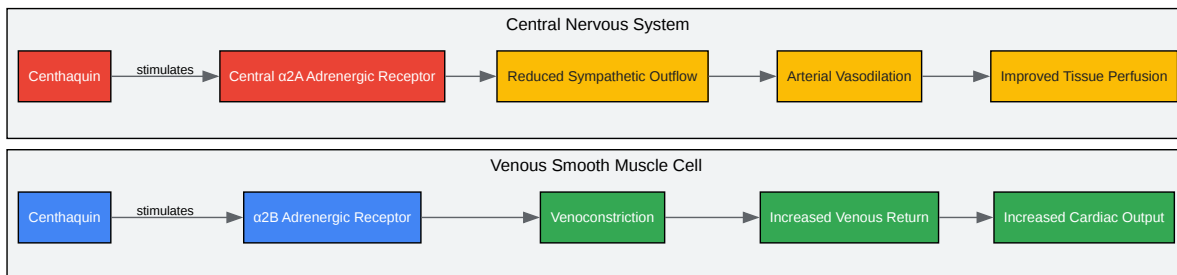 Central Nervous System
Centhaquin
stimulates
Central α2A Adrenergic Receptor
Reduced Sympathetic Outflow
Arterial Vasodilation
Improved Tissue Perfusion
Venous Smooth Muscle Cell
Centhaquin
stimulates
α2B Adrenergic Receptor
Venoconstriction
Increased Venous Return
Increased Cardiac Output